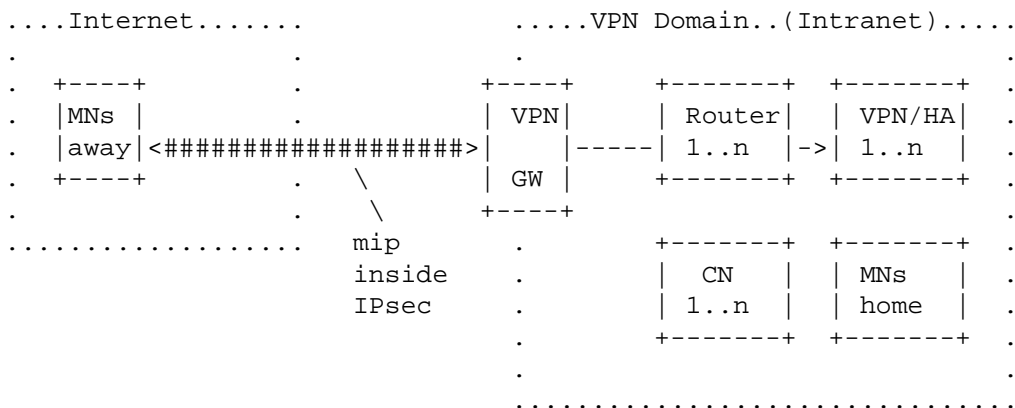 ....Internet....... .....VPN Domain..(Intranet).....
. . . .
. +----+ . +----+ +-------+ +-------+ .
. |MNs | . | VPN| | Router| | VPN/HA| .
. |away|<###################>| |-----| 1..n |->| 1..n | .
. +----+ . \ | GW | +-------+ +-------+ .
. . \ +----+ .
................... mip . +-------+ +-------+ .
inside . | CN | | MNs | .
IPsec . | 1..n | | home | .
. +-------+ +-------+ .
. .
................................